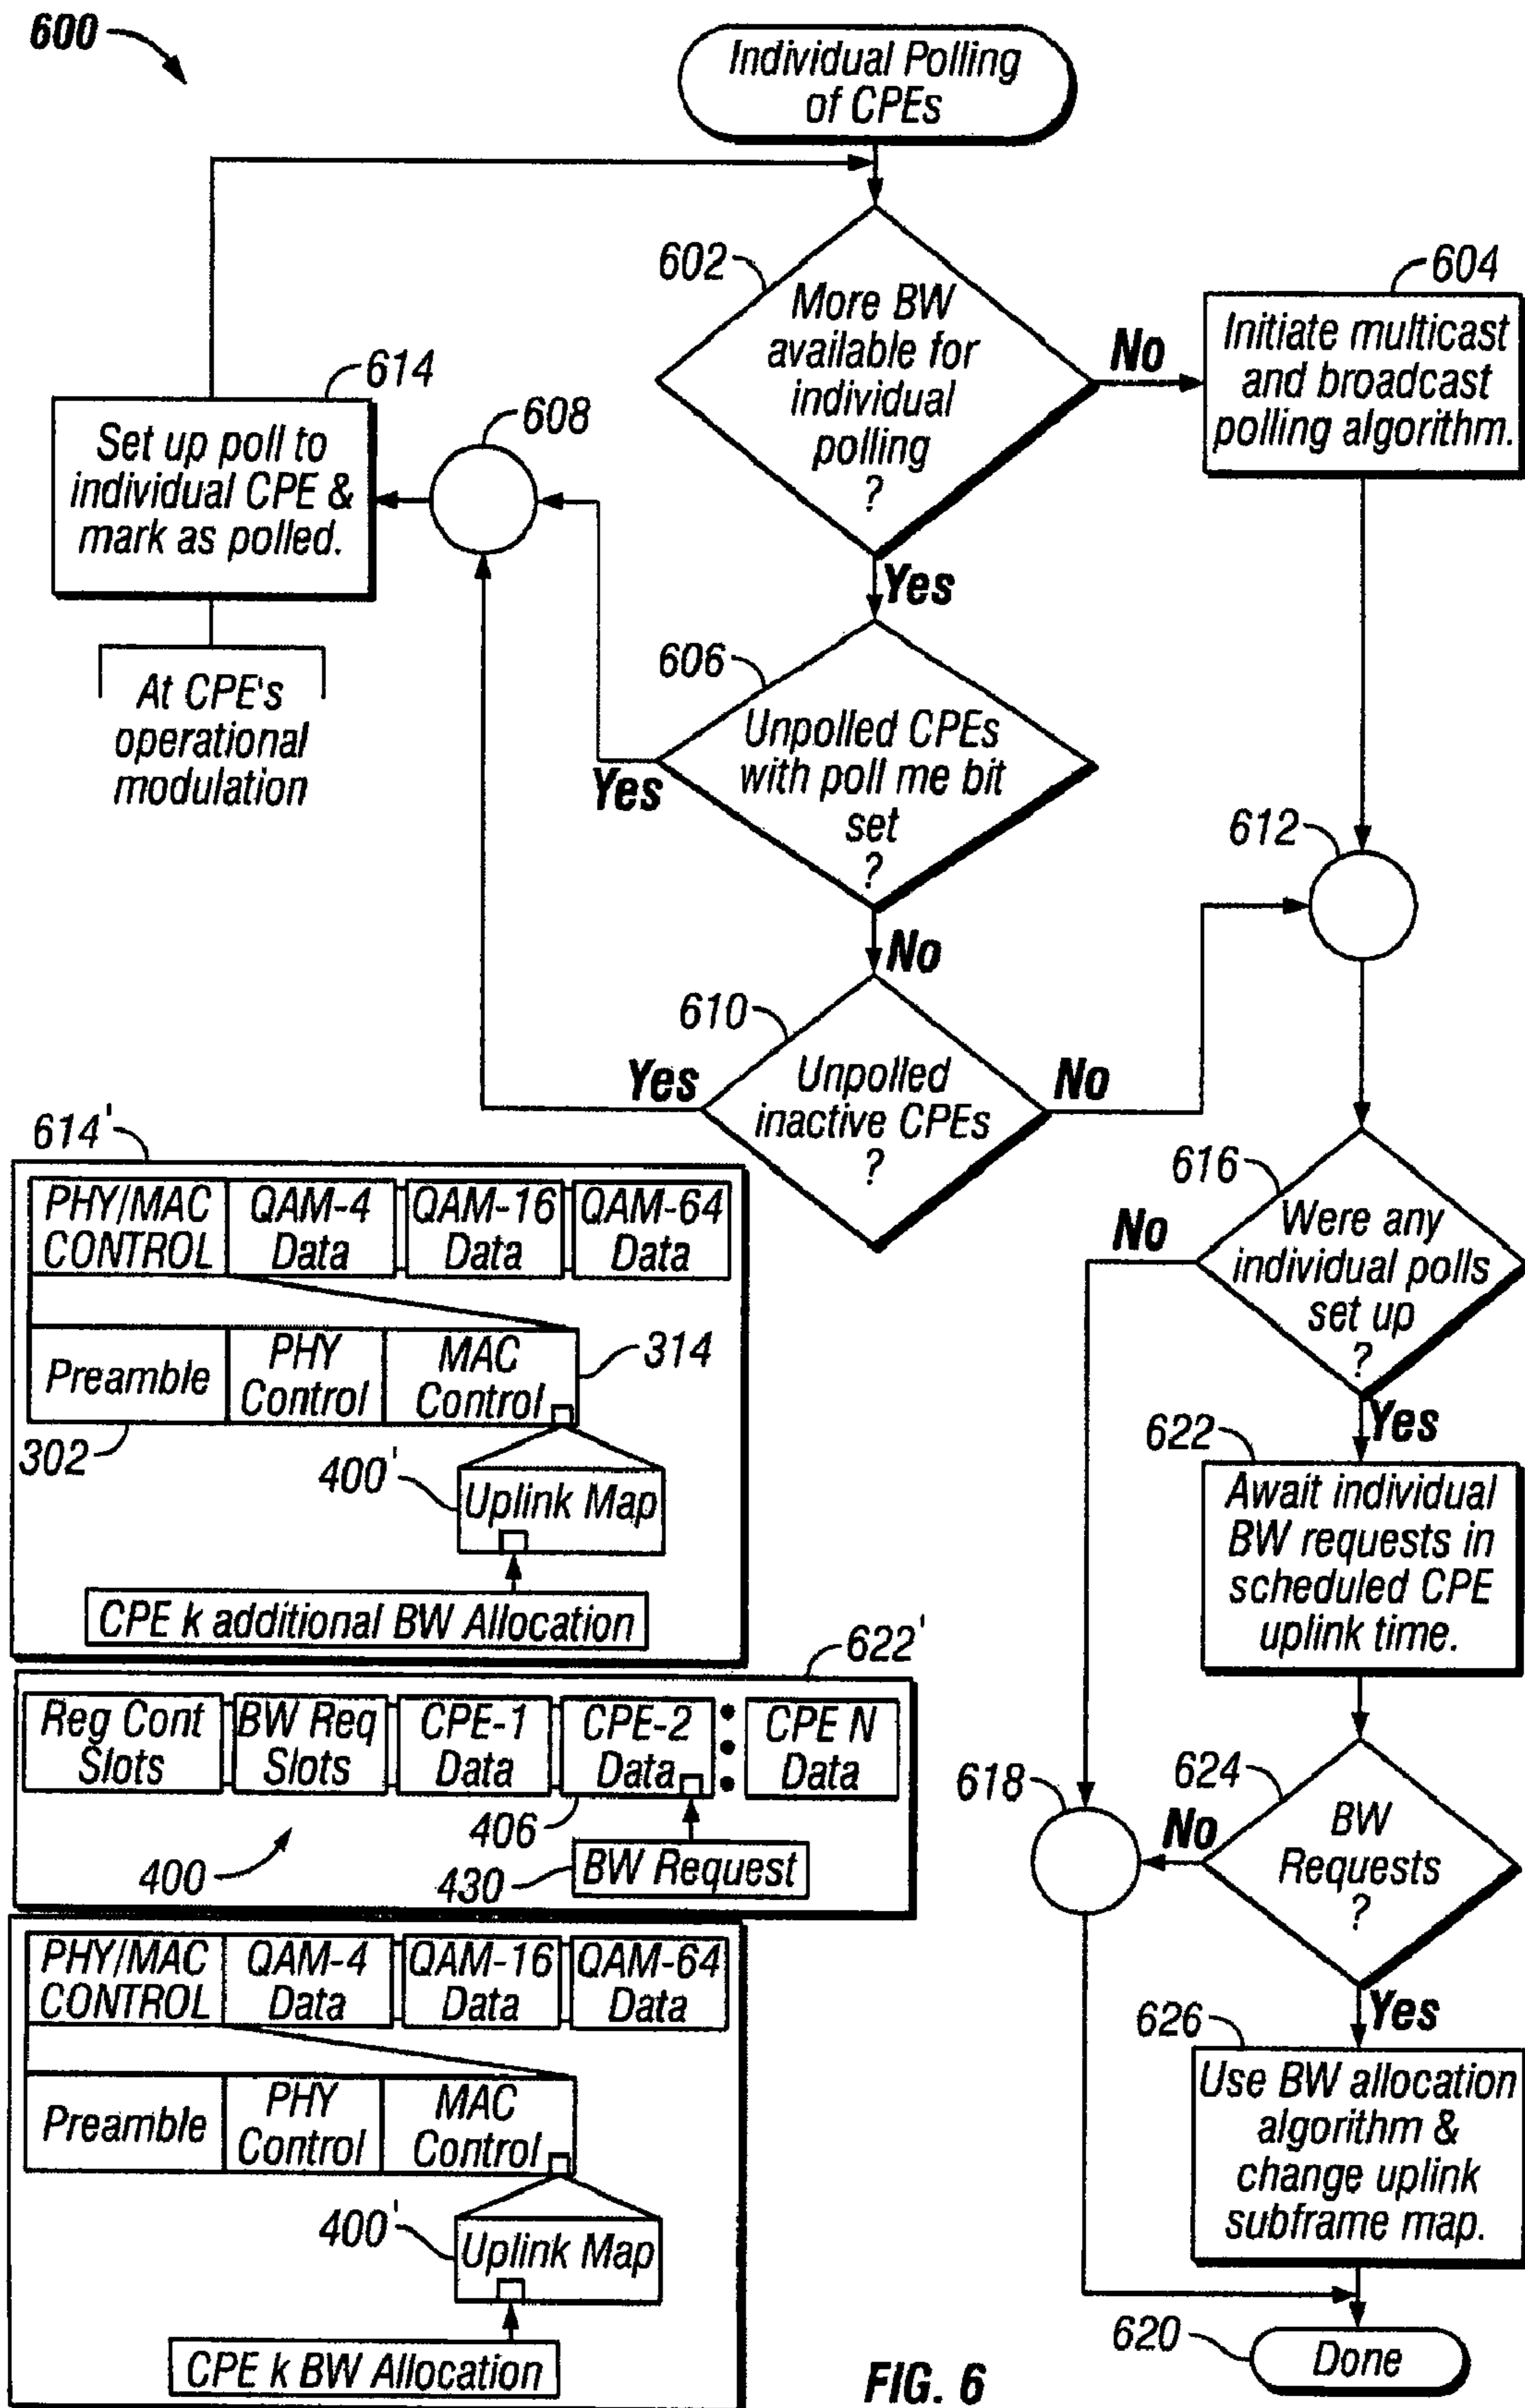 600
Individual Polling
of CPEs
602
More BW
available for
individual
polling
?
No
604
Initiate multicast
and broadcast
polling algorithm.
614
Set up poll to
individual CPE &
mark as polled.
608
Yes
At CPE's
operational
modulation
606
Unpolled CPEs
with poll me bit
set
?
Yes
No
612
610
Unpolled
inactive CPEs
?
Yes
No
616
Were any
individual polls
set up
?
No
Yes
622
Await individual
BW requests in
scheduled CPE
uplink time.
618
624
BW
Requests
?
No
Yes
626
Use BW allocation
algorithm &
change uplink
subframe map.
620
Done
614'
PHY/MAC
CONTROL
QAM-4
Data
QAM-16
Data
QAM-64
Data
Preamble
PHY
Control
MAC
Control
314
302
400'
Uplink Map
CPE k additional BW Allocation
622'
Reg Cont
Slots
BW Req
Slots
CPE-1
Data
CPE-2
Data
CPE N
Data
406
400
430
BW Request
PHY/MAC
CONTROL
QAM-4
Data
QAM-16
Data
QAM-64
Data
Preamble
PHY
Control
MAC
Control
400'
Uplink Map
CPE k BW Allocation
FIG. 6